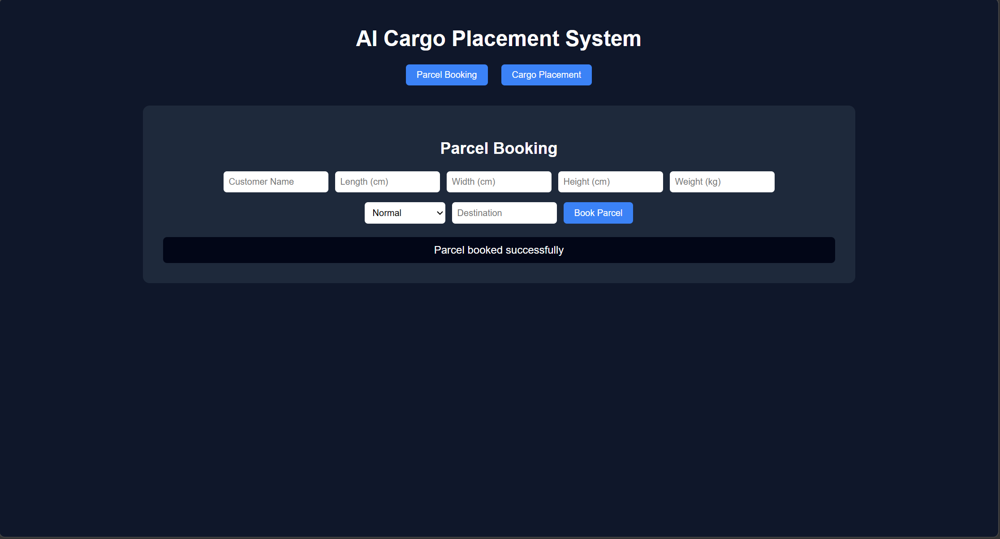 AI Cargo Placement System
Parcel Booking Cargo Placement
Parcel Booking
Customer Name Length (cm) Width (cm) Height (cm) Weight (kg)
Normal Destination Book Parcel
Parcel booked successfully